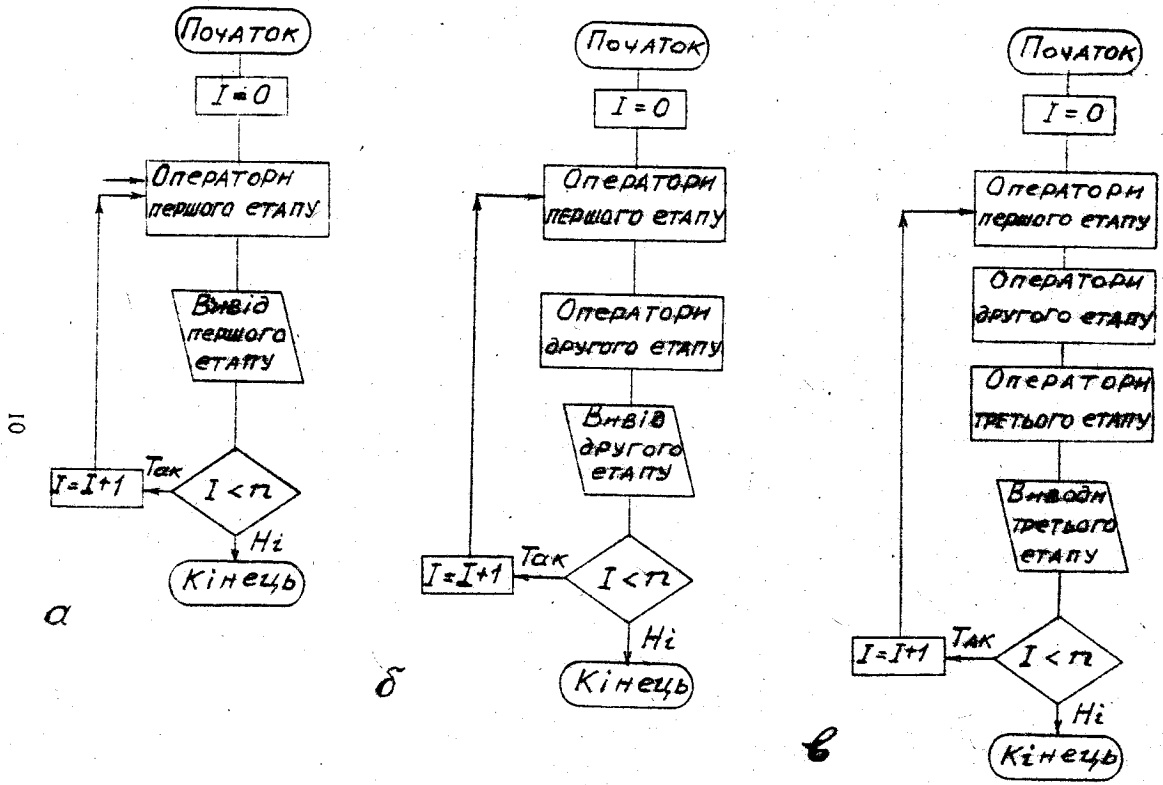 Початок
I = 0
Оператори
першого етапу
Вивід
першого
етапу
I < n
Так
I = I+1
Ні
Кінець
а
Початок
I = 0
Оператори
першого етапу
Оператори
другого етапу
Вивід
другого
етапу
I < n
Так
I = I+1
Ні
Кінець
б
Початок
I = 0
Оператори
першого етапу
Оператори
другого етапу
Оператори
третього етапу
Виводи
третього
етапу
I < n
Так
I = I+1
Ні
Кінець
в
10